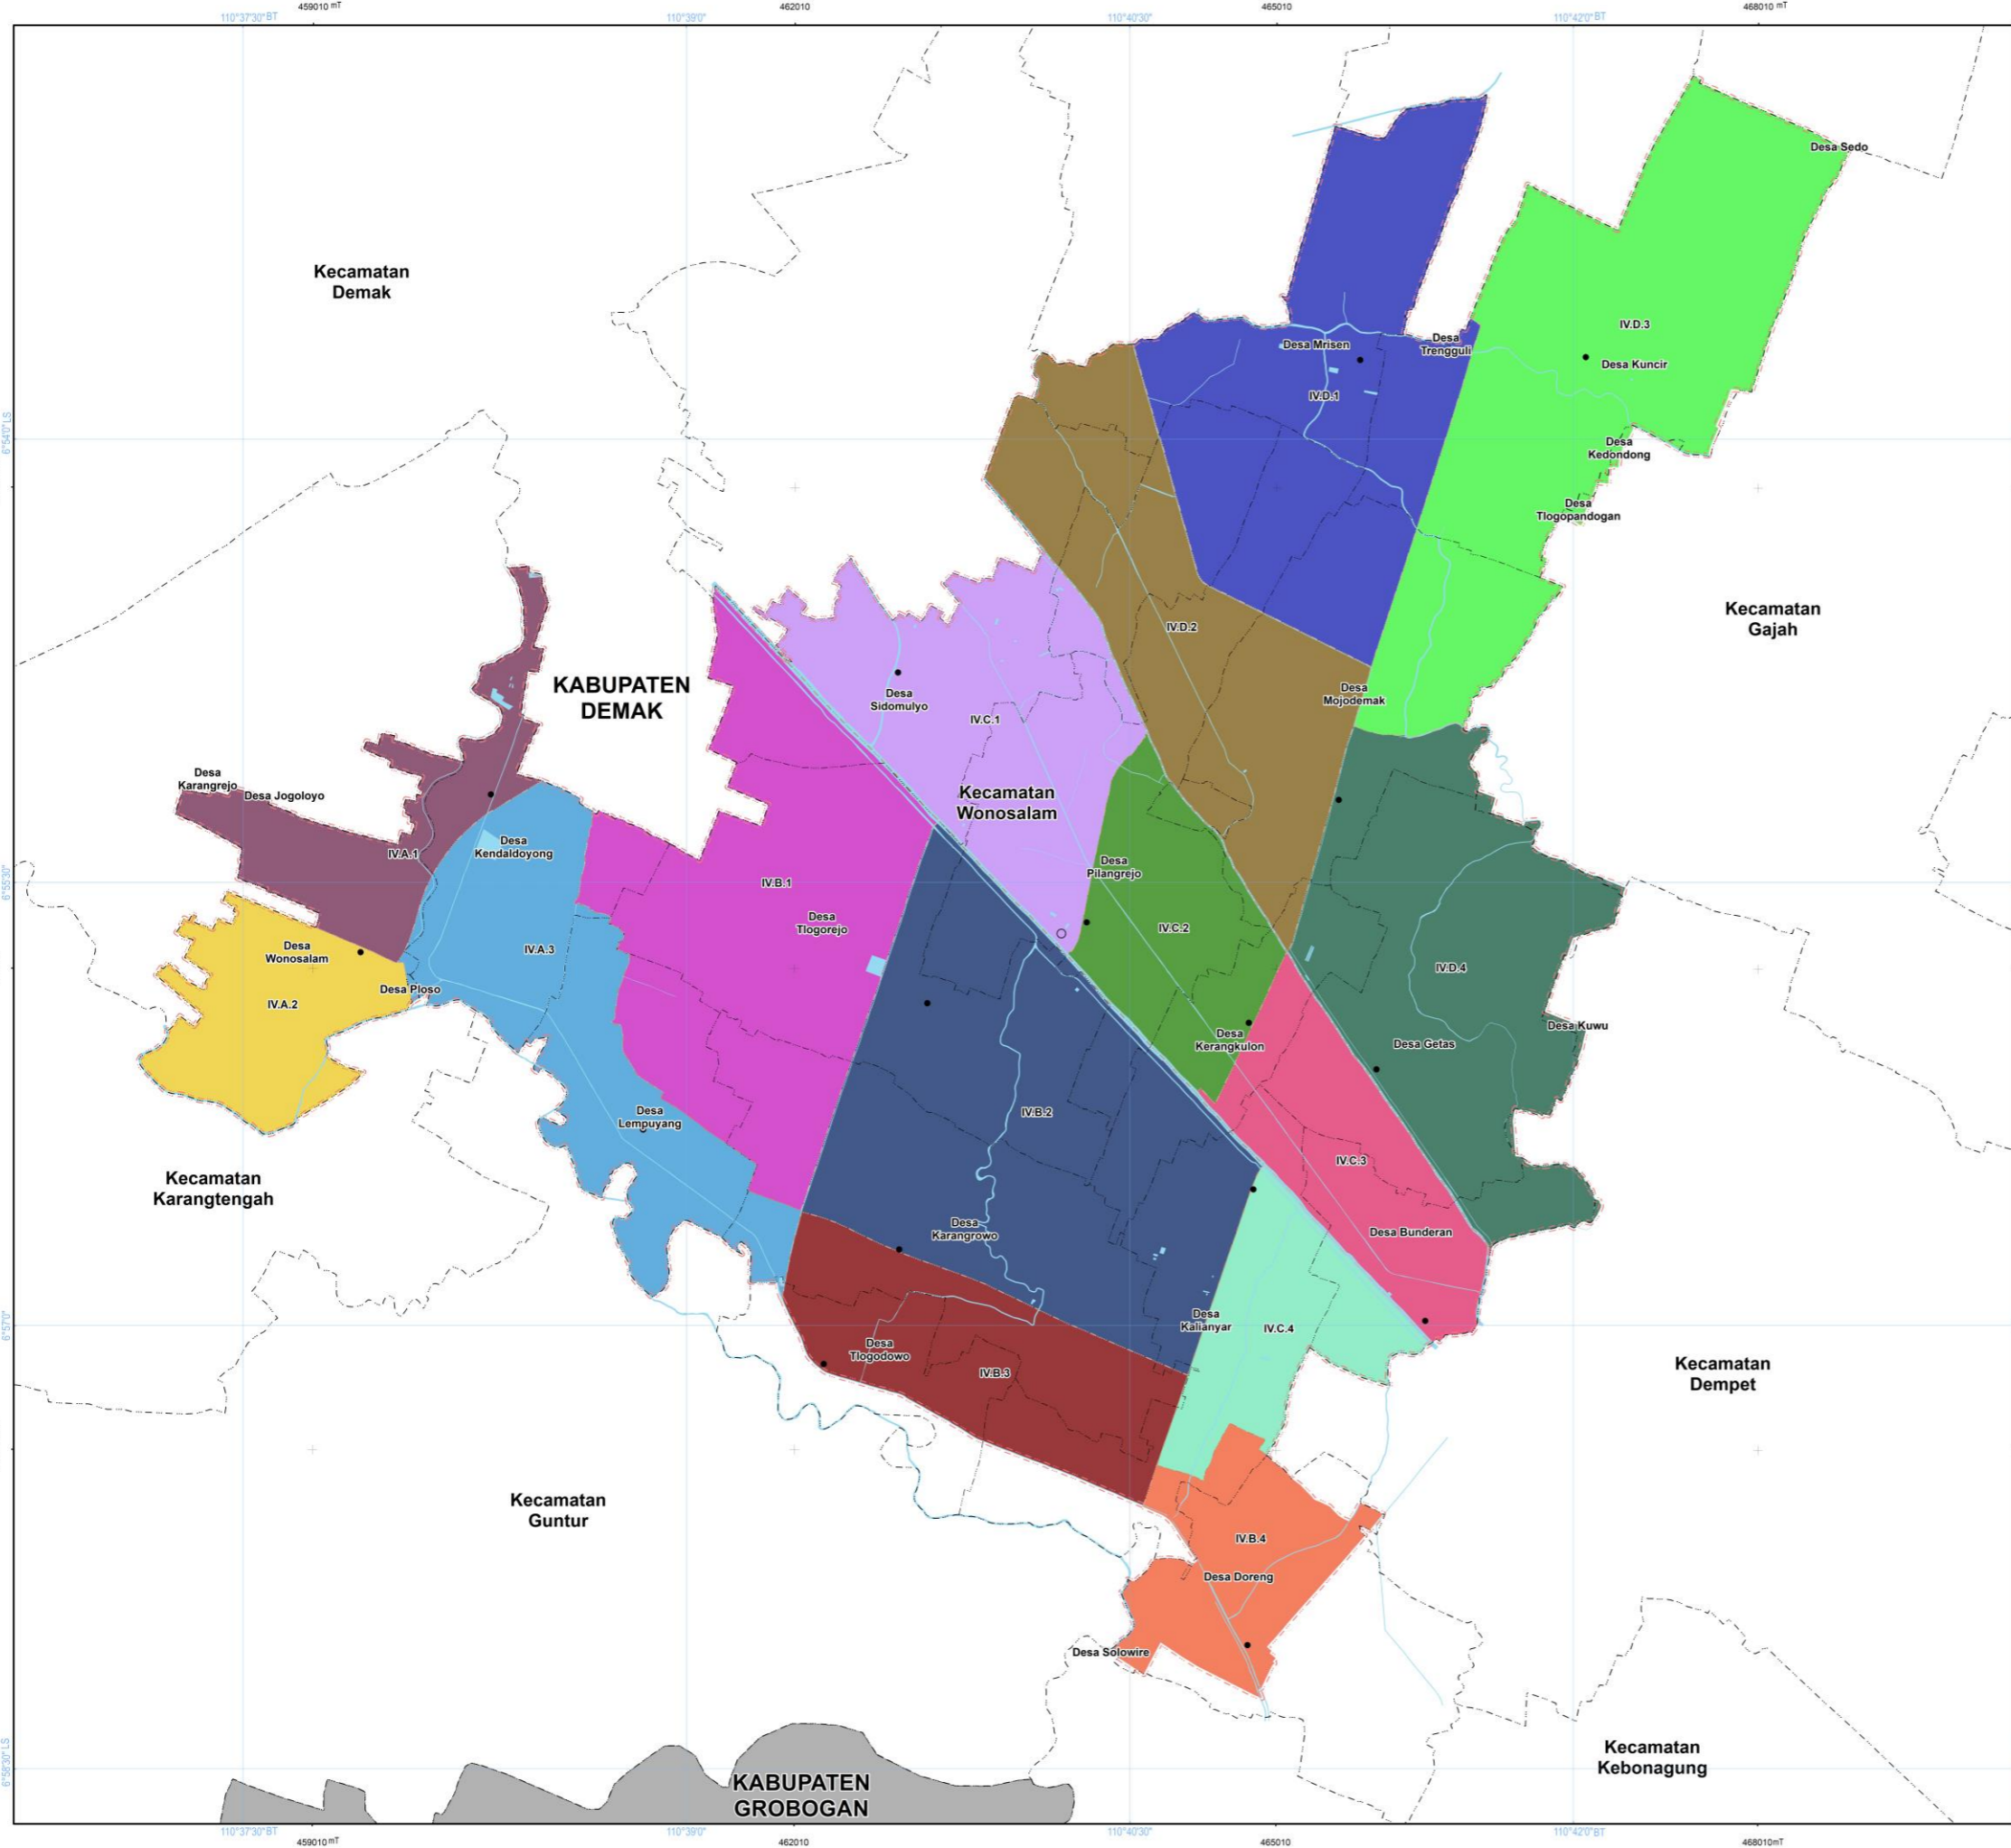 459010 mT
462010
465010
468010 mT
110°37'30" BT
110°39'0"
110°40'30"
110°42'0" BT
Desa Sedo
Kecamatan
Demak
IV.D.3
Desa Mrisen
Desa
Trengguli
Desa Kuncir
IV.D.1
6°54'0" LS
Desa
Kedondong
Desa
Tlogopandogan
Kecamatan
Gajah
IV.D.2
KABUPATEN
DEMAK
Desa
Sidomulyo
IV.C.1
Desa
Mojodemak
Desa
Karangrejo
Desa Jogoloyo
Kecamatan
Wonosalam
IV.A.1
Desa
Kendaldoyong
Desa
Pilangrejo
IV.B.1
6°55'30"
Desa
Tlogorejo
IV.C.2
Desa
Wonosalam
IV.A.3
IV.D.4
Desa Ploso
IV.A.2
Desa Kuwu
Desa
Kerangkulon
Desa Getas
Desa
Lempuyang
IV.B.2
IV.C.3
Kecamatan
Karangtengah
Desa
Karangrowo
Desa Bunderan
6°57'0"
Desa
Kalianyar
IV.C.4
Desa
Tlogodowo
IV.B.3
Kecamatan
Dempet
Kecamatan
Guntur
IV.B.4
Desa Doreng
Desa Solowire
Kecamatan
Kebonagung
6°58'30" LS
KABUPATEN
GROBOGAN
110°37'30" BT
110°39'0"
110°40'30"
110°42'0" BT
459010 mT
462010
465010
468010mT